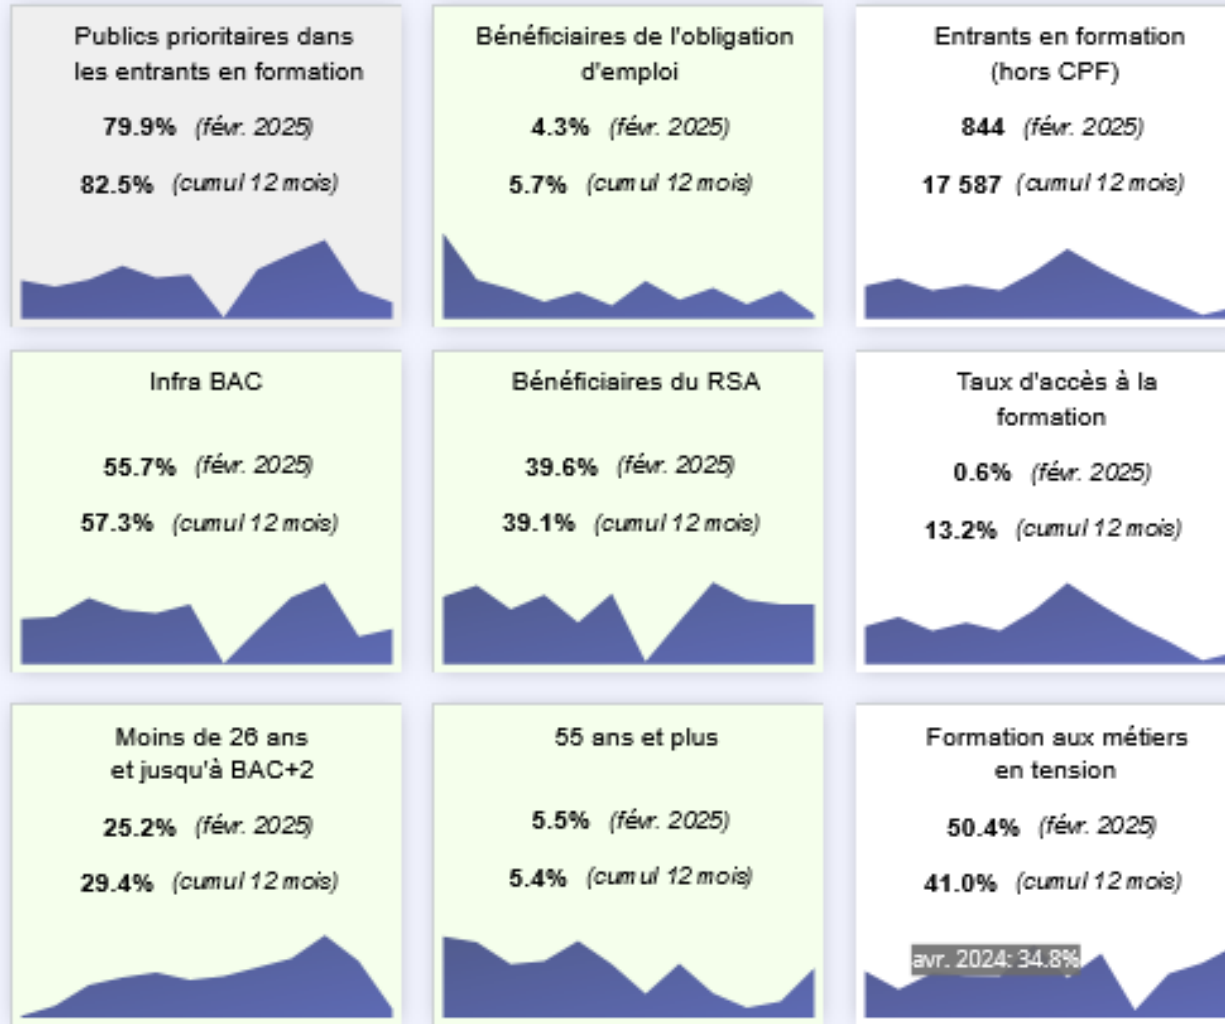 Publics prioritaires dans
les entrants en formation
79.9% (févr. 2025)
82.5% (cumul 12 mois)
Bénéficiaires de l'obligation
d'emploi
4.3% (févr. 2025)
5.7% (cumul 12 mois)
Entrants en formation
(hors CPF)
844 (févr. 2025)
17 587 (cumul 12 mois)
Infra BAC
55.7% (févr. 2025)
57.3% (cumul 12 mois)
Bénéficiaires du RSA
39.6% (févr. 2025)
39.1% (cumul 12 mois)
Taux d'accès à la
formation
0.6% (févr. 2025)
13.2% (cumul 12 mois)
Moins de 26 ans
et jusqu'à BAC+2
25.2% (févr. 2025)
29.4% (cumul 12 mois)
55 ans et plus
5.5% (févr. 2025)
5.4% (cumul 12 mois)
Formation aux métiers
en tension
50.4% (févr. 2025)
41.0% (cumul 12 mois)
avr. 2024: 34.8%